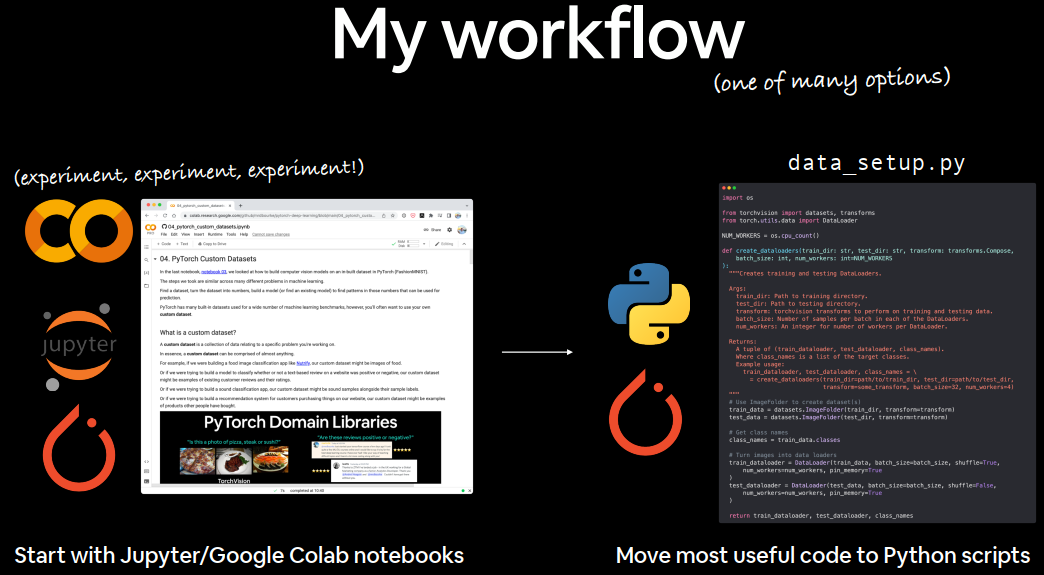 My workflow
(one of many options)
(experiment, experiment, experiment!)
04_pytorch_custom_datasets.ipynb
File Edit View Insert Runtime Tools Help Cannot save changes
Share
+ Code + Text Copy to Drive
Editing
04. PyTorch Custom Datasets
In the last notebook, notebook 03, we looked at how to build computer vision models on an in-built dataset in PyTorch (FashionMNIST).
The steps we took are similar across many different problems in machine learning.
Find a dataset, turn the dataset into numbers, build a model (or find an existing model) to find patterns in those numbers that can be used for
prediction.
PyTorch has many built-in datasets used for a wide number of machine learning benchmarks, however, you'll often want to use your own
custom dataset.
What is a custom dataset?
A custom dataset is a collection of data relating to a specific problem you're working on.
In essence, a custom dataset can be comprised of almost anything.
For example, if we were building a food image classification app like Nutrify, our custom dataset might be images of food.
Or if we were trying to build a model to classify whether or not a text-based review on a website was positive or negative, our custom dataset
might be examples of existing customer reviews and their ratings.
Or if we were trying to build a sound classification app, our custom dataset might be sound samples alongside their sample labels.
Or if we were trying to build a recommendation system for customers purchasing things on our website, our custom dataset might be examples
of products other people have bought.
PyTorch Domain Libraries
"Is this a photo of pizza, steak or sushi?"
"Are these reviews positive or negative?"
TorchVision
7s completed at 10:40
jupyter
Start with Jupyter/Google Colab notebooks
data_setup.py
import os
from torchvision import datasets, transforms
from torch.utils.data import DataLoader
NUM_WORKERS = os.cpu_count()
def create_dataloaders(train_dir: str, test_dir: str, transform: transforms.Compose,
batch_size: int, num_workers: int=NUM_WORKERS
):
"""Creates training and testing DataLoaders.
Args:
train_dir: Path to training directory.
test_dir: Path to testing directory.
transform: torchvision transforms to perform on training and testing data.
batch_size: Number of samples per batch in each of the DataLoaders.
num_workers: An integer for number of workers per DataLoader.
Returns:
A tuple of (train_dataloader, test_dataloader, class_names).
Where class_names is a list of the target classes.
Example usage:
train_dataloader, test_dataloader, class_names = \
= create_dataloaders(train_dir=path/to/train_dir, test_dir=path/to/test_dir,
transform=some_transform, batch_size=32, num_workers=4)
"""
# Use ImageFolder to create dataset(s)
train_data = datasets.ImageFolder(train_dir, transform=transform)
test_data = datasets.ImageFolder(test_dir, transform=transform)
# Get class names
class_names = train_data.classes
# Turn images into data loaders
train_dataloader = DataLoader(train_data, batch_size=batch_size, shuffle=True,
num_workers=num_workers, pin_memory=True
)
test_dataloader = DataLoader(test_data, batch_size=batch_size, shuffle=False,
num_workers=num_workers, pin_memory=True
)
return train_dataloader, test_dataloader, class_names
Move most useful code to Python scripts